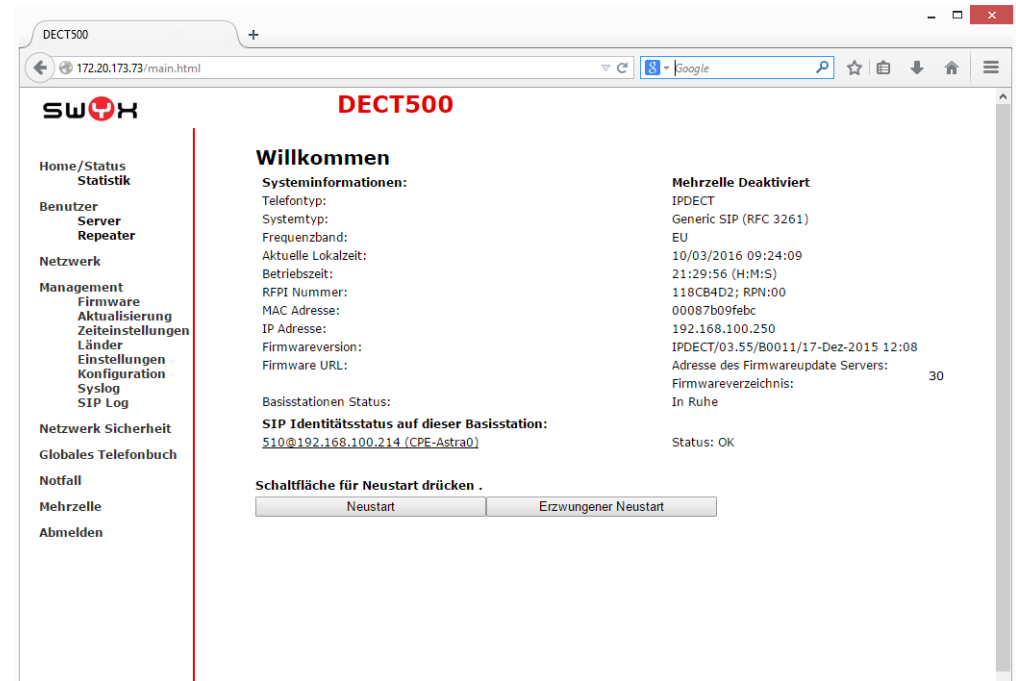 DECT500
172.20.173.73/main.html
Google
swyx
DECT500
Home/Status
Statistik
Benutzer
Server
Repeater
Netzwerk
Management
Firmware
Aktualisierung
Zeiteinstellungen
Länder
Einstellungen
Konfiguration
Syslog
SIP Log
Netzwerk Sicherheit
Globales Telefonbuch
Notfall
Mehrzelle
Abmelden
Willkommen
Systeminformationen: Mehrzelle Deaktiviert
Telefontyp: IPDECT
Systemtyp: Generic SIP (RFC 3261)
Frequenzband: EU
Aktuelle Lokalzeit: 10/03/2016 09:24:09
Betriebszeit: 21:29:56 (H:M:S)
RFPI Nummer: 118CB4D2; RPN:00
MAC Adresse: 00087b09febc
IP Adresse: 192.168.100.250
Firmwareversion: IPDECT/03.55/B0011/17-Dez-2015 12:08
Firmware URL: Adresse des Firmwareupdate Servers:
Firmwareverzeichnis: 30
Basisstationen Status: In Ruhe
SIP Identitätsstatus auf dieser Basisstation:
510@192.168.100.214 (CPE-Astra0) Status: OK
Schaltfläche für Neustart drücken .
Neustart Erzwungener Neustart